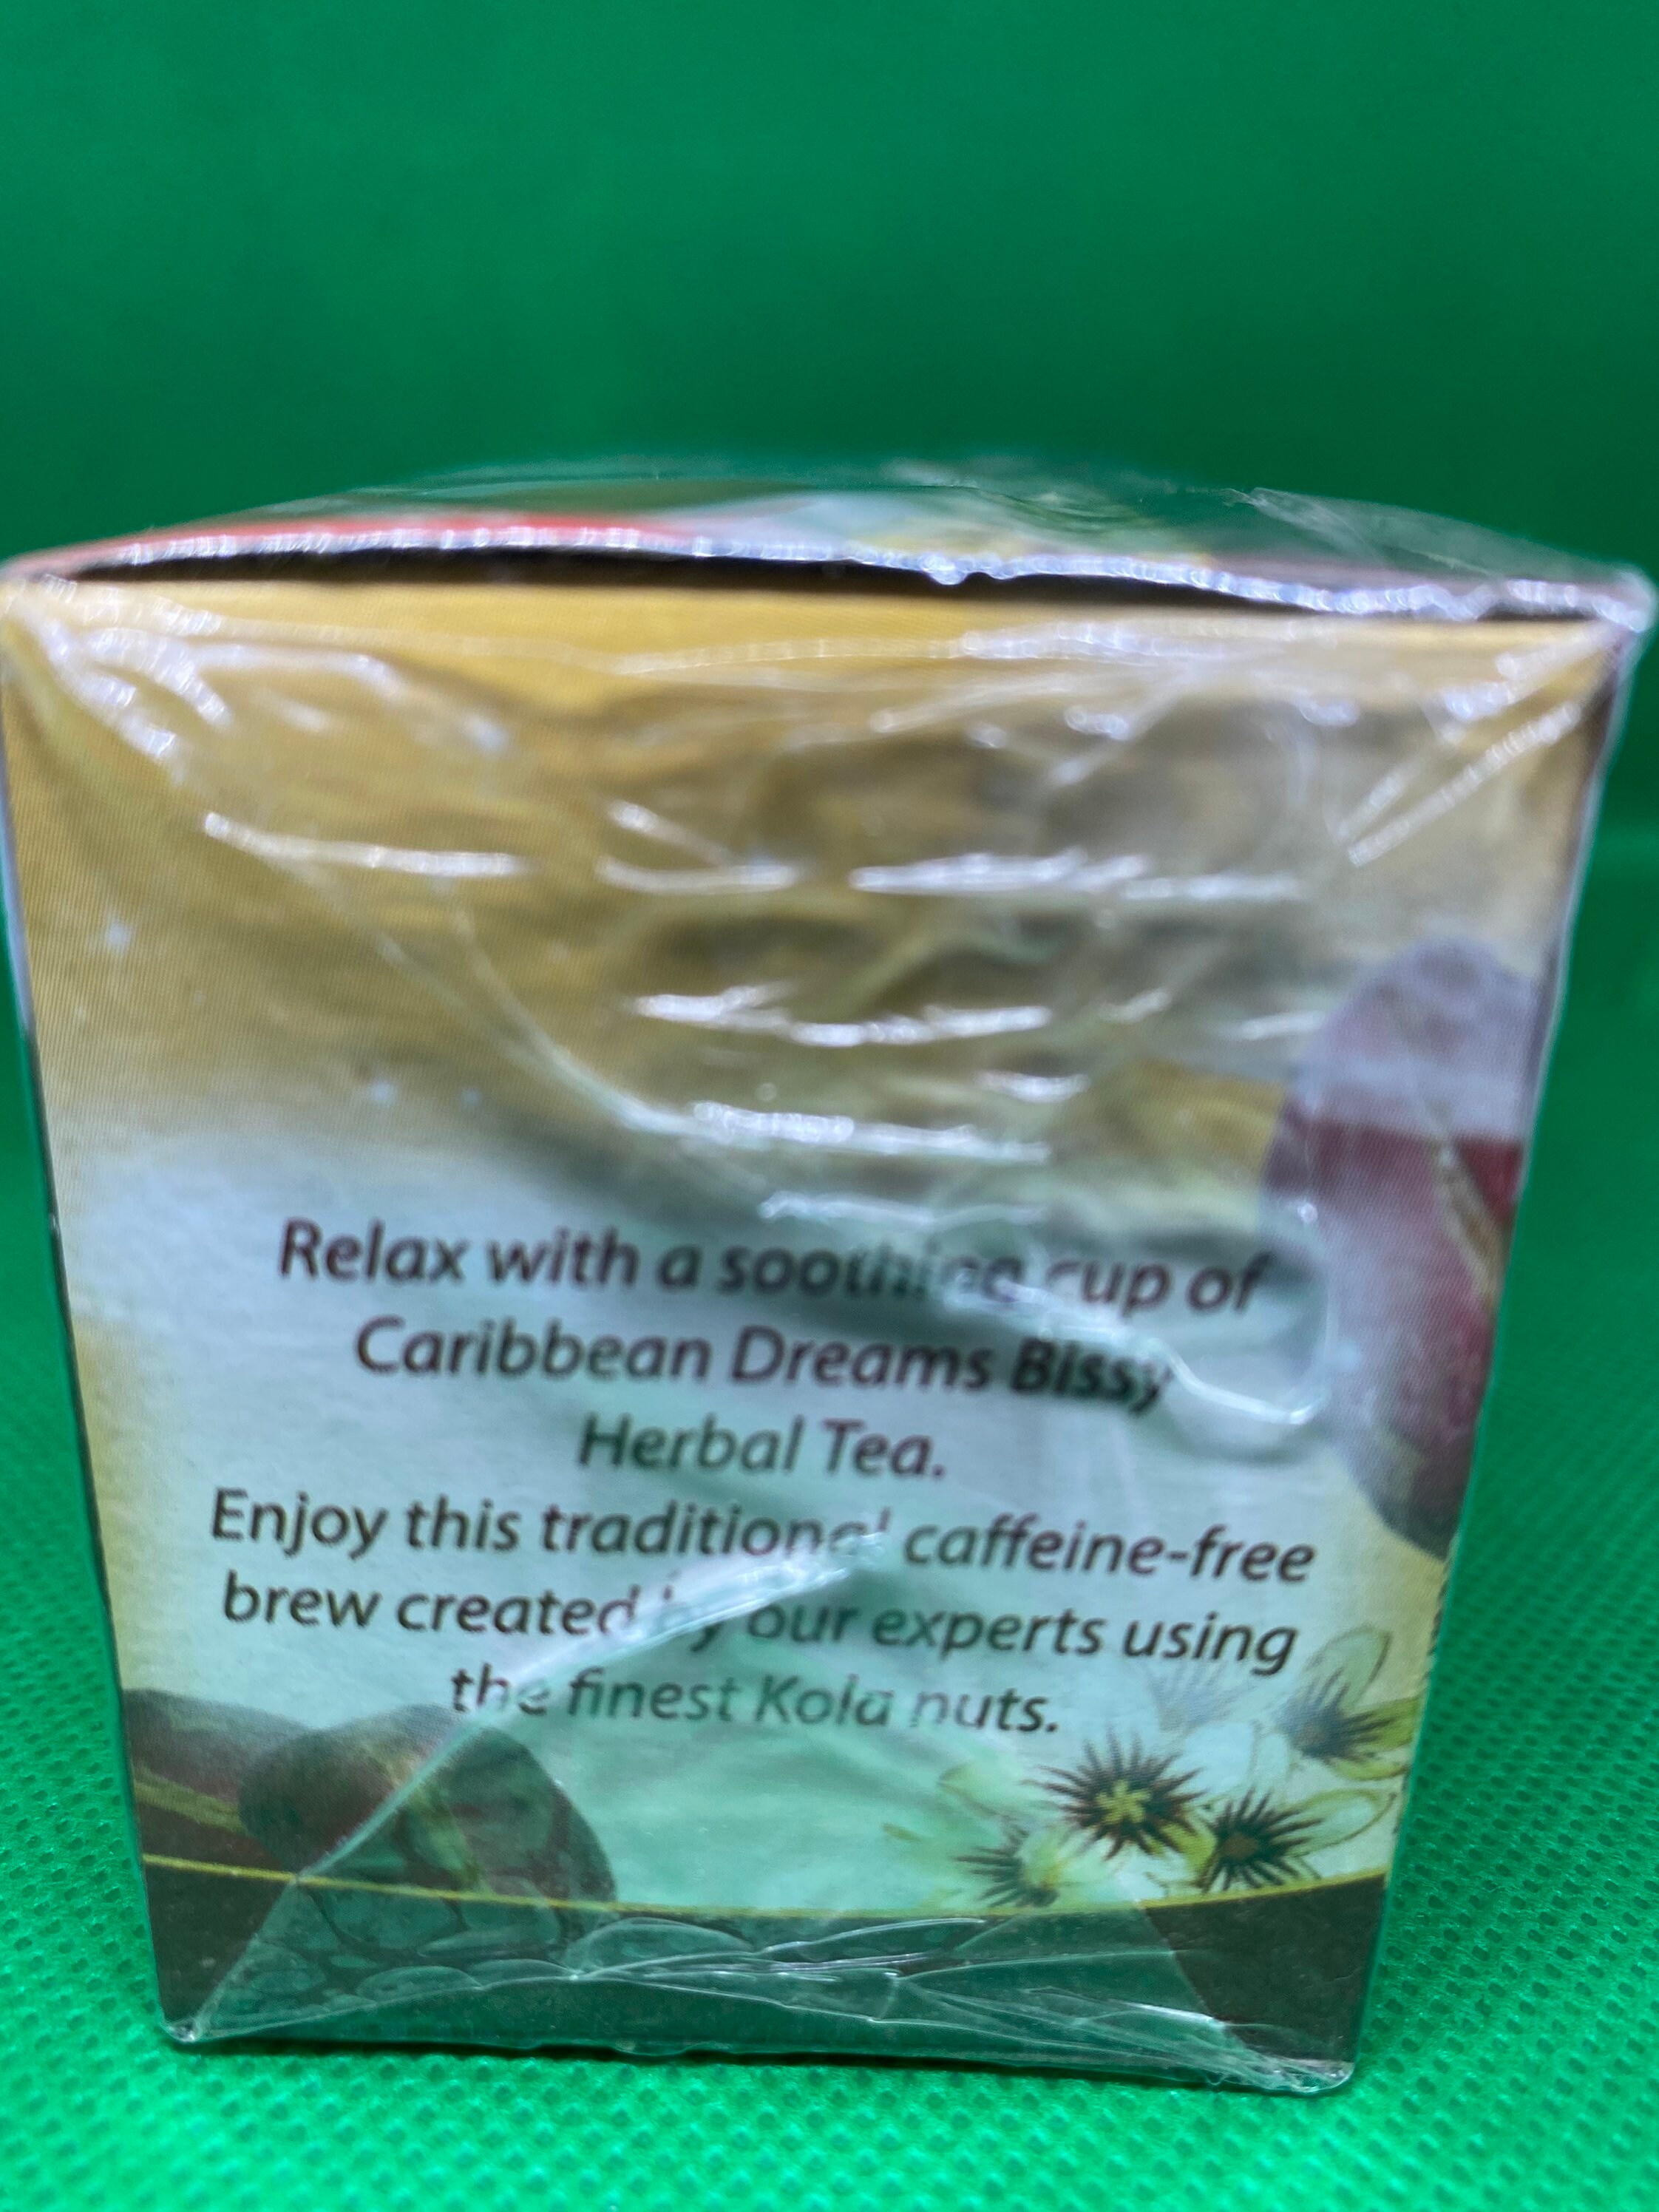 Relax with a soothing cup of
Caribbean Dreams Bissy
Herbal Tea.
Enjoy this traditional caffeine-free
brew created by our experts using
the finest Kola nuts.